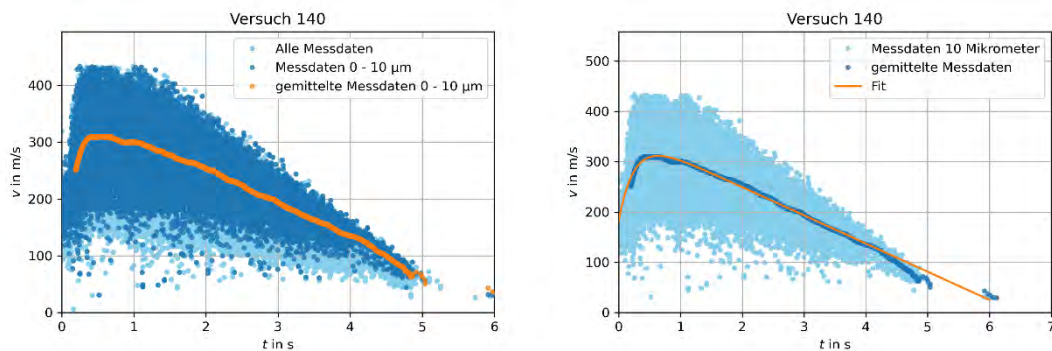 Versuch 140
Alle Messdaten
Messdaten 0 - 10 µm
gemittelte Messdaten 0 - 10 µm
v in m/s
400
300
200
100
0
0 1 2 3 4 5 6
t in s
Versuch 140
Messdaten 10 Mikrometer
gemittelte Messdaten
Fit
v in m/s
500
400
300
200
100
0
0 1 2 3 4 5 6 7
t in s